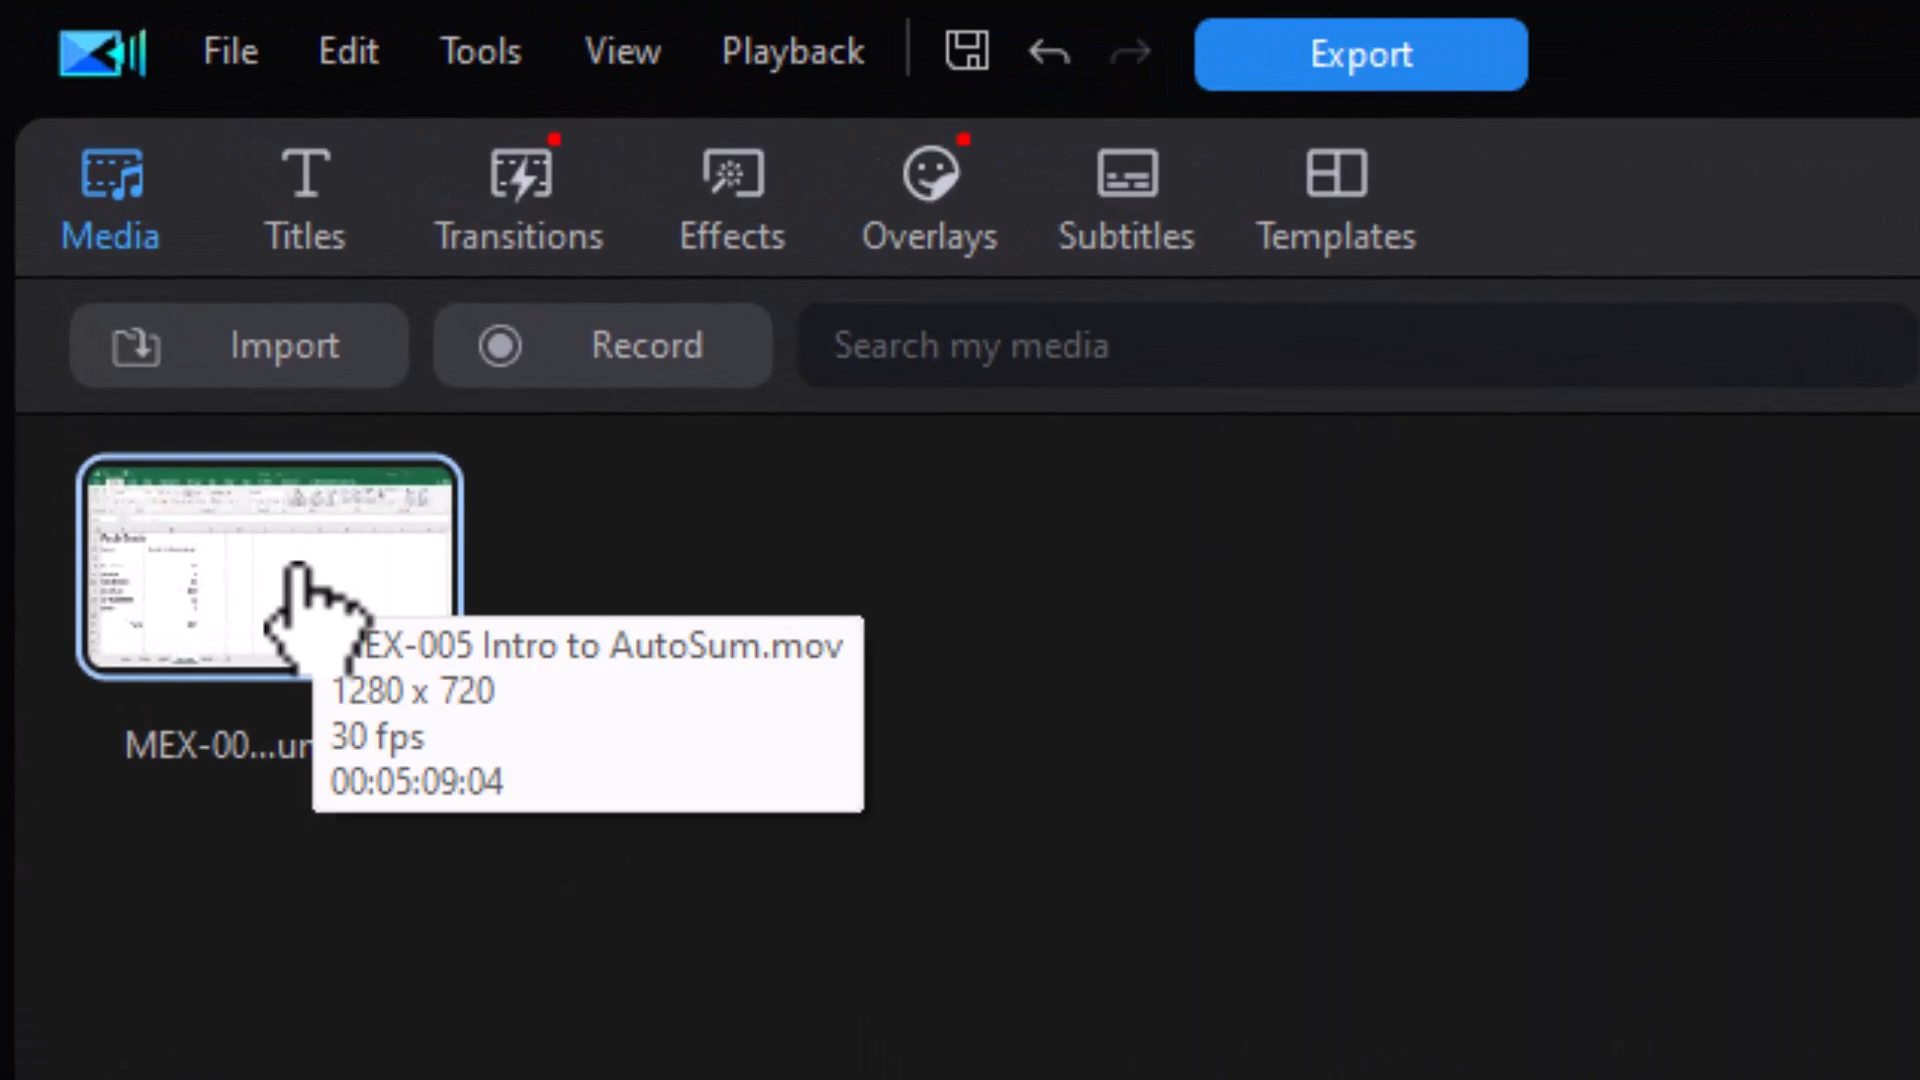 File Edit Tools View Playback Export
Media Titles Transitions Effects Overlays Subtitles Templates
Import Record Search my media
EX-005 Intro to AutoSum.mov
1280 x 720
30 fps
MEX-00...ur
00:05:09:04